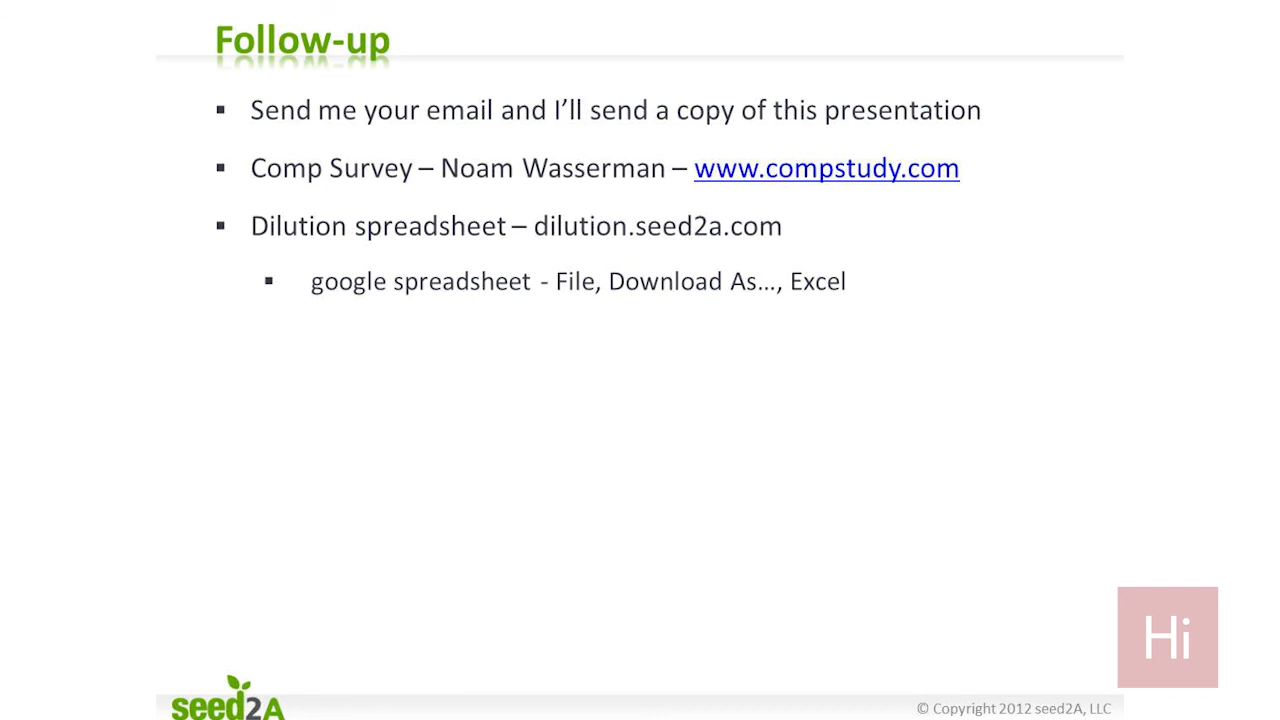 Follow-up
▪ Send me your email and I’ll send a copy of this presentation
▪ Comp Survey – Noam Wasserman – www.compstudy.com
▪ Dilution spreadsheet – dilution.seed2a.com
▪ google spreadsheet - File, Download As…, Excel
Hi
seed2A
© Copyright 2012 seed2A, LLC